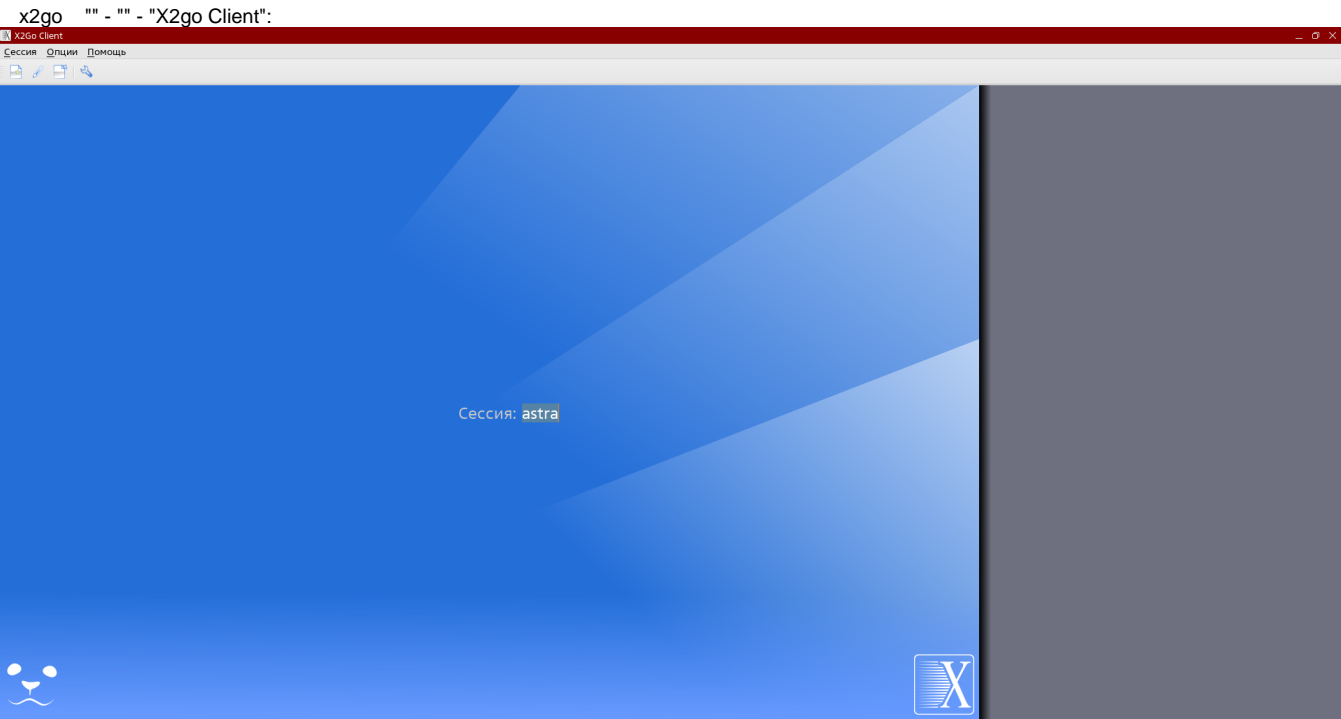 x2go "" - "" - "X2go Client":
X2Go Client
Сессия Опции Помощь
Сессия: astra
X